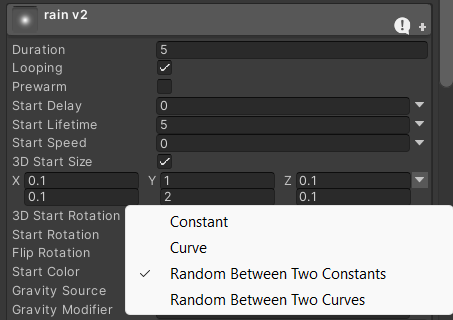 rain v2
Duration 5
Looping
Prewarm
Start Delay 0
Start Lifetime 5
Start Speed 0
3D Start Size
X 0.1 Y 1 Z 0.1
0.1 2 0.1
3D Start Rotation
Start Rotation
Flip Rotation
Start Color
Gravity Source
Gravity Modifier
Constant
Curve
Random Between Two Constants
Random Between Two Curves